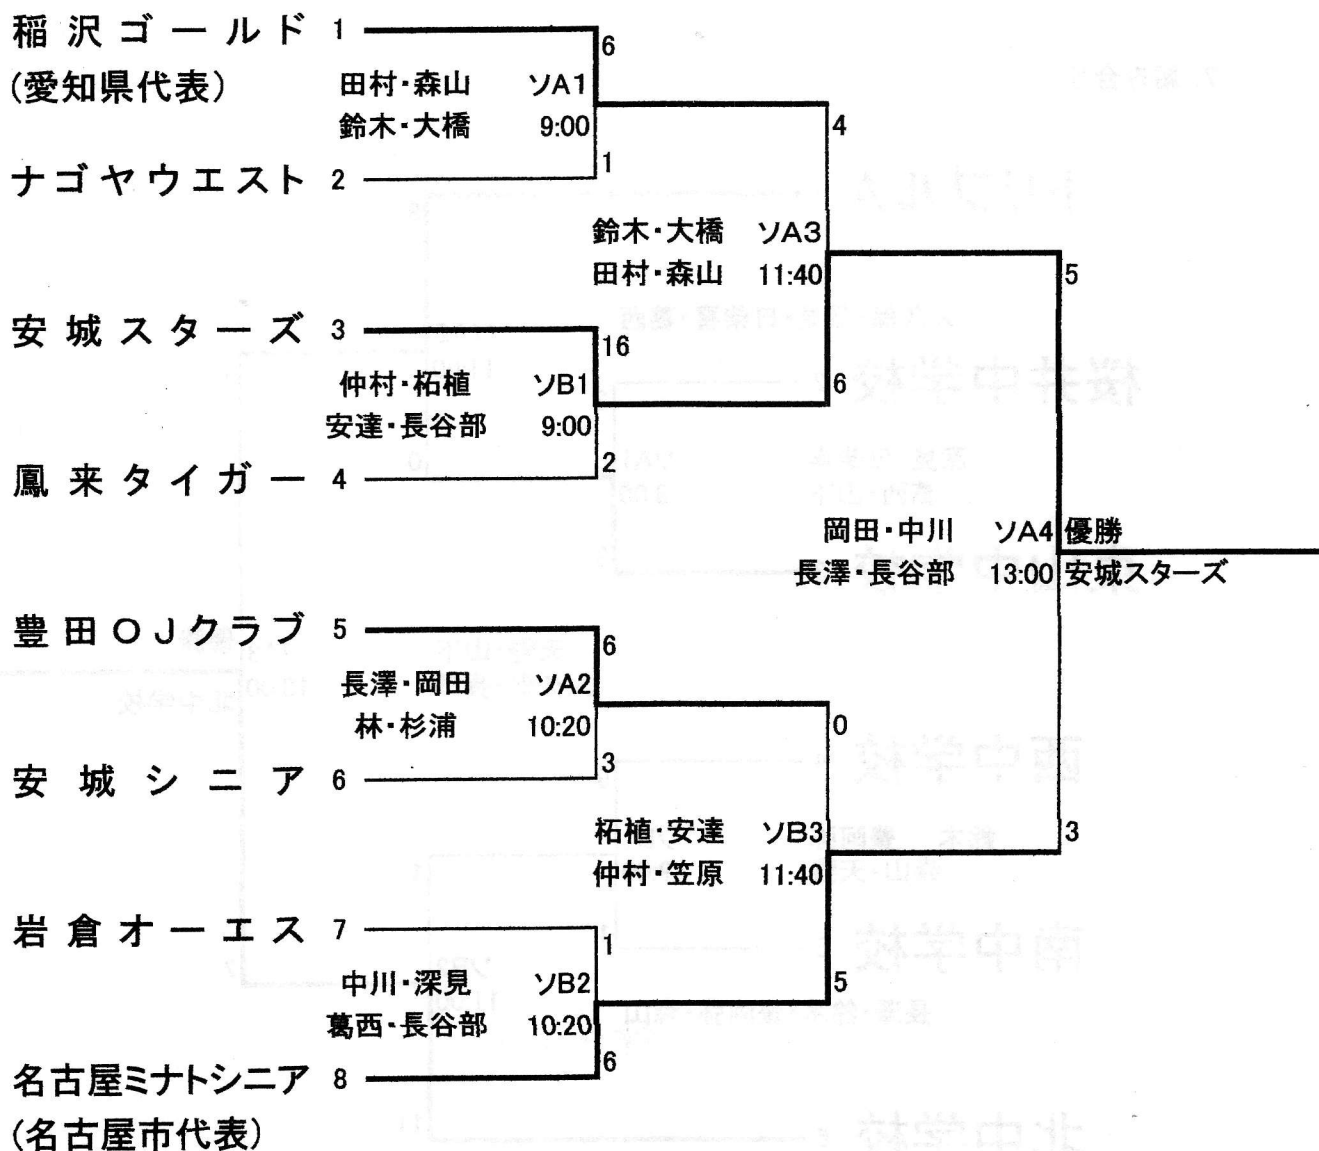 稲沢ゴールド 1
(愛知県代表)
6
田村・森山 ソA1
鈴木・大橋 9:00
4
1
ナゴヤウエスト 2
鈴木・大橋 ソA3
田村・森山 11:40
5
安城スターズ 3
16
仲村・柘植 ソB1
安達・長谷部 9:00
6
2
鳳来タイガー 4
岡田・中川 ソA4 優勝
長澤・長谷部 13:00 安城スターズ
豊田OJクラブ 5
6
長澤・岡田 ソA2
林・杉浦 10:20
0
3
安城シニア 6
柘植・安達 ソB3
仲村・笠原 11:40
3
岩倉オーエス 7
1
中川・深見 ソB2
葛西・長谷部 10:20
5
6
名古屋ミナトシニア 8
(名古屋市代表)